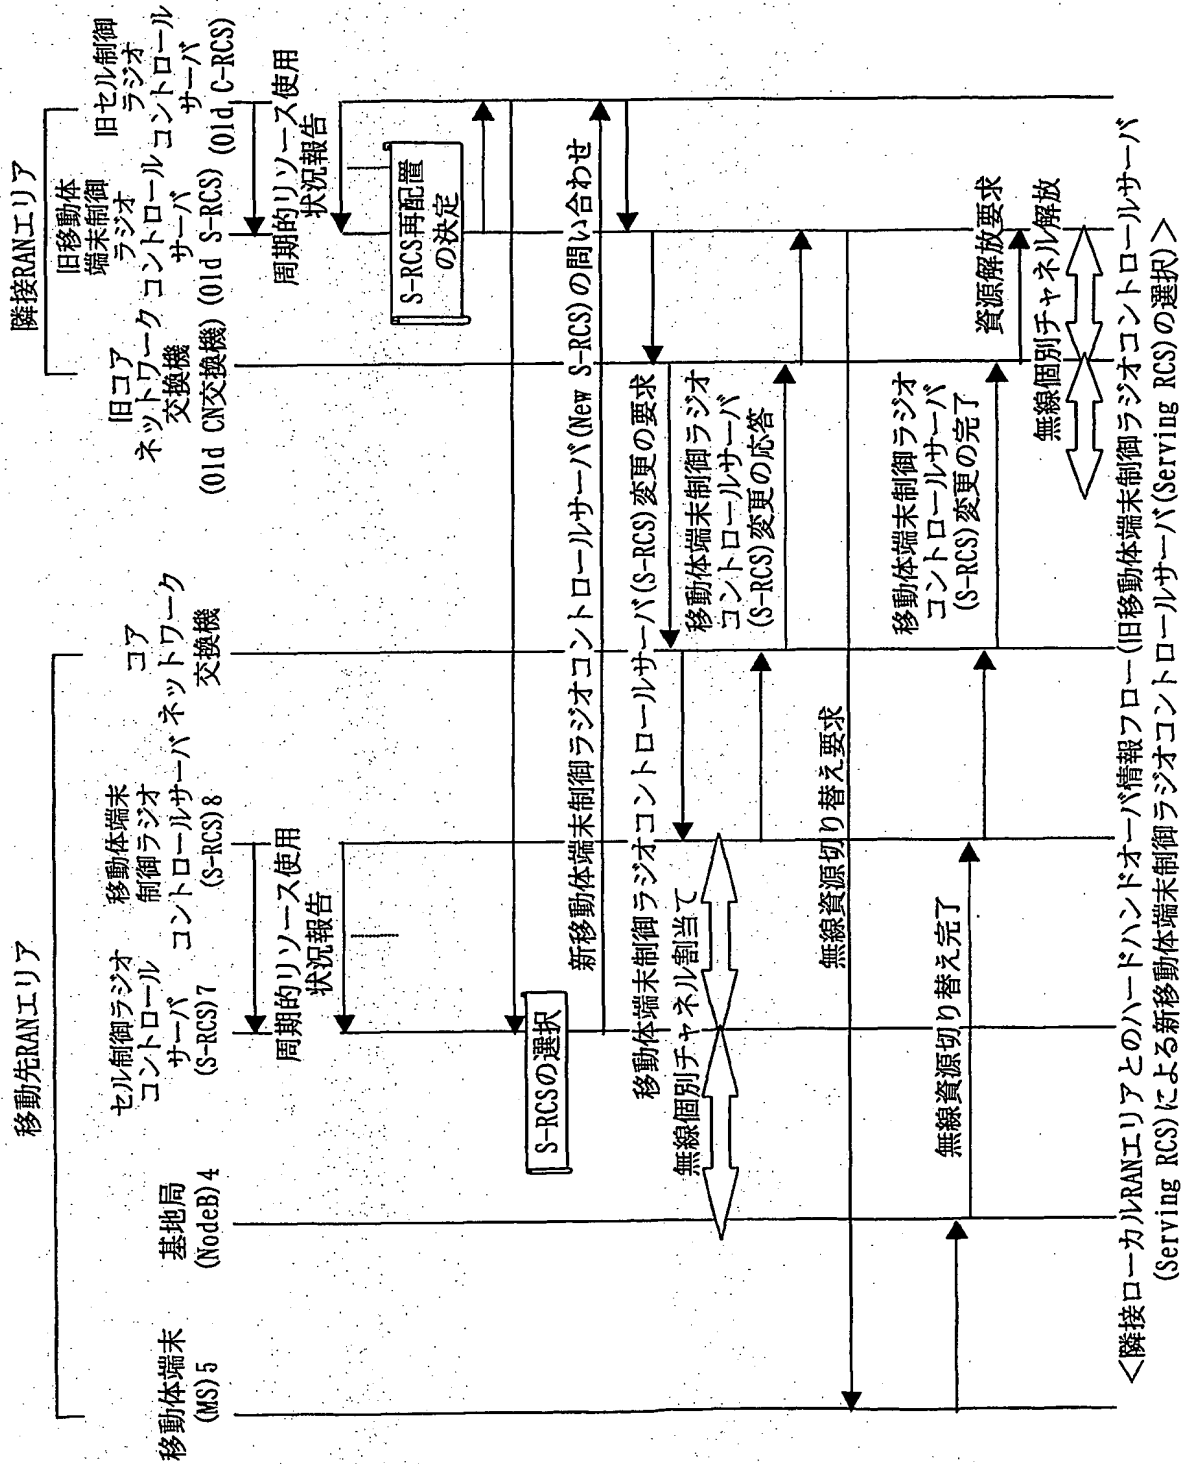 移動先RANエリア
隣接RANエリア
移動体端末
(MS)5
基地局
(NodeB)4
セル制御ラジオ
コントロール
サーバ
(S-RCS)7
移動体端末
制御ラジオ
コントロールサーバ
(S-RCS)8
コア
ネットワーク
交換機
旧コア
ネットワーク
交換機
(Old CN交換機)
旧移動体
端末制御
ラジオ
コントロール
サーバ
(Old S-RCS)
旧セル制御
ラジオ
コントロール
サーバ
(Old C-RCS)
周期的リソース使用
状況報告
周期的リソース使用
状況報告
S-RCS再配置
の決定
S-RCSの選択
新移動体端末制御ラジオコントロールサーバ(New S-RCS)の問い合わせ
移動体端末制御ラジオコントロールサーバ(S-RCS)変更の要求
無線個別チャネル割当て
移動体端末制御ラジオ
コントロールサーバ
(S-RCS)変更の応答
無線資源切り替え要求
無線資源切り替え完了
移動体端末制御ラジオ
コントロールサーバ
(S-RCS)変更の完了
資源解放要求
無線個別チャネル解放
<隣接ローカルRANエリアとのハードハンドオーバ情報フロー(旧移動体端末制御ラジオコントロールサーバ
(Serving RCS)による新移動体端末制御ラジオコントロールサーバ(Serving RCS)の選択)>